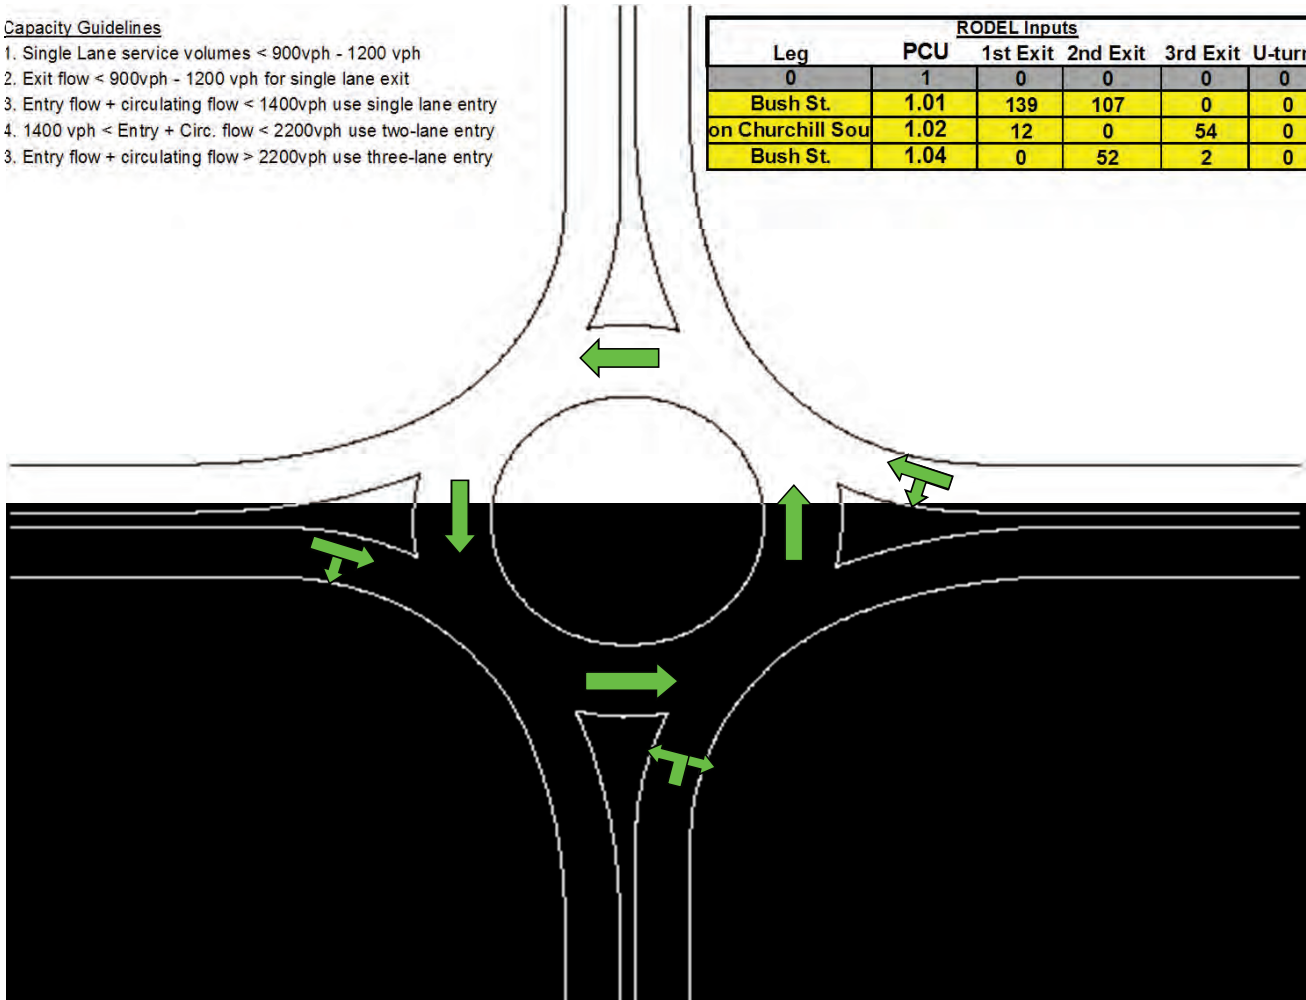 Capacity Guidelines
1. Single Lane service volumes < 900vph - 1200 vph
2. Exit flow < 900vph - 1200 vph for single lane exit
3. Entry flow + circulating flow < 1400vph use single lane entry
4. 1400 vph < Entry + Circ. flow < 2200vph use two-lane entry
3. Entry flow + circulating flow > 2200vph use three-lane entry
RODEL Inputs
Leg PCU 1st Exit 2nd Exit 3rd Exit U-turn
0 1 0 0 0 0
Bush St. 1.01 139 107 0 0
on Churchill Sou 1.02 12 0 54 0
Bush St. 1.04 0 52 2 0